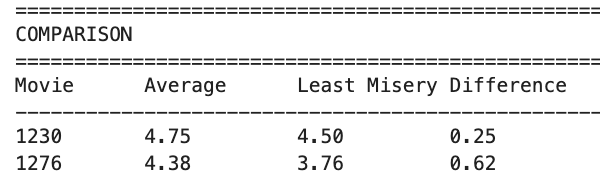 ==================================================
COMPARISON
==================================================
Movie      Average      Least Misery Difference
--------------------------------------------------
1230       4.75         4.50         0.25
1276       4.38         3.76         0.62